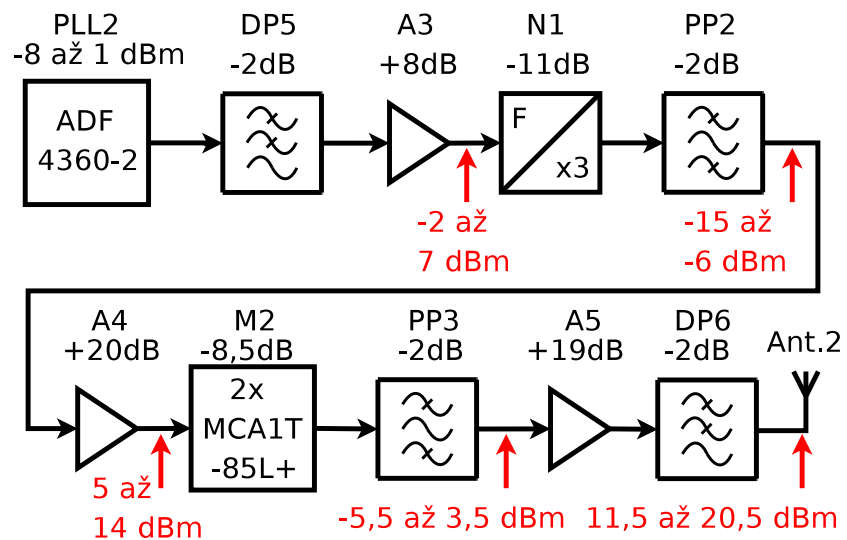 PLL2
-8 až 1 dBm
ADF
4360-2
DP5
-2dB
A3
+8dB
-2 až
7 dBm
N1
-11dB
F
x3
PP2
-2dB
-15 až
-6 dBm
A4
+20dB
5 až
14 dBm
M2
-8,5dB
2x
MCA1T
-85L+
PP3
-2dB
-5,5 až 3,5 dBm
A5
+19dB
DP6
-2dB
11,5 až 20,5 dBm
Ant.2